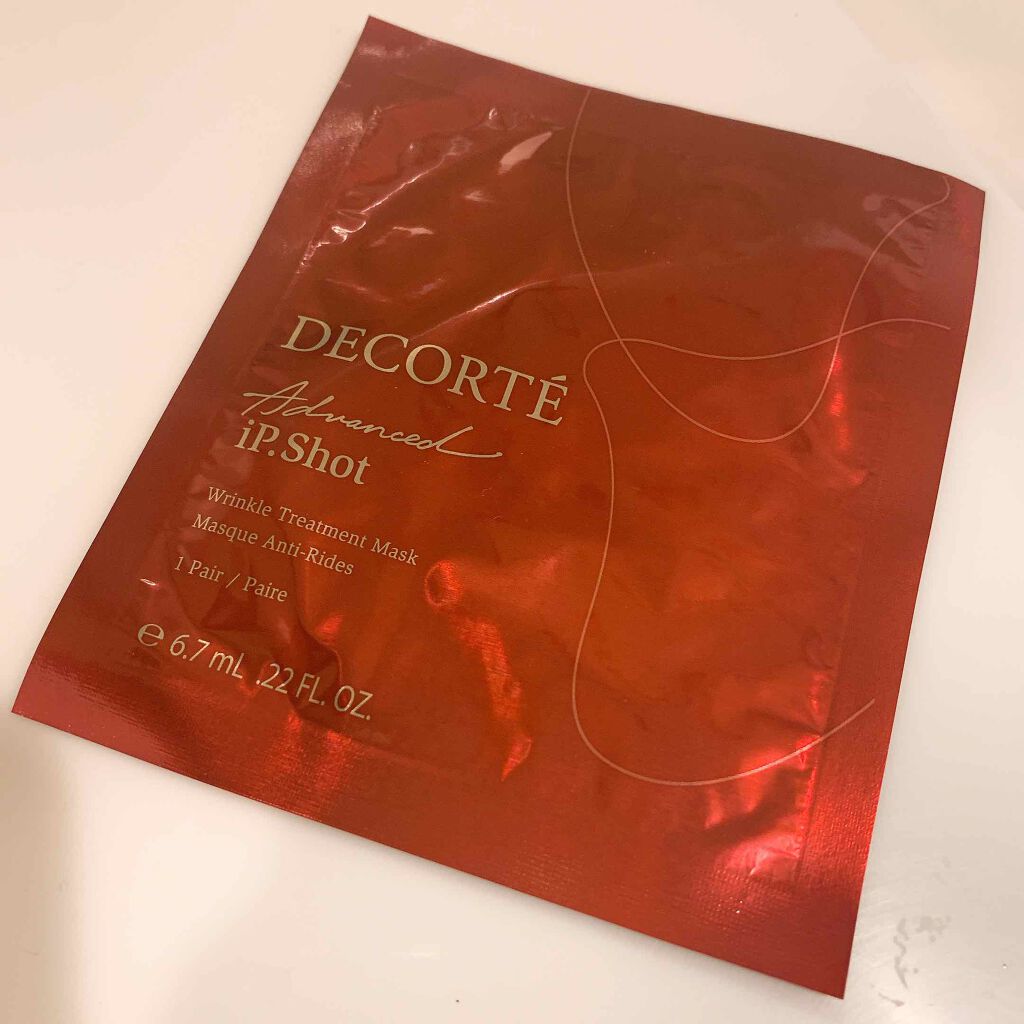 DECORTÉ
Advanced
iP.Shot
Wrinkle Treatment Mask
Masque Anti-Rides
1 Pair / Paire
℮ 6.7 mL .22 FL. OZ.